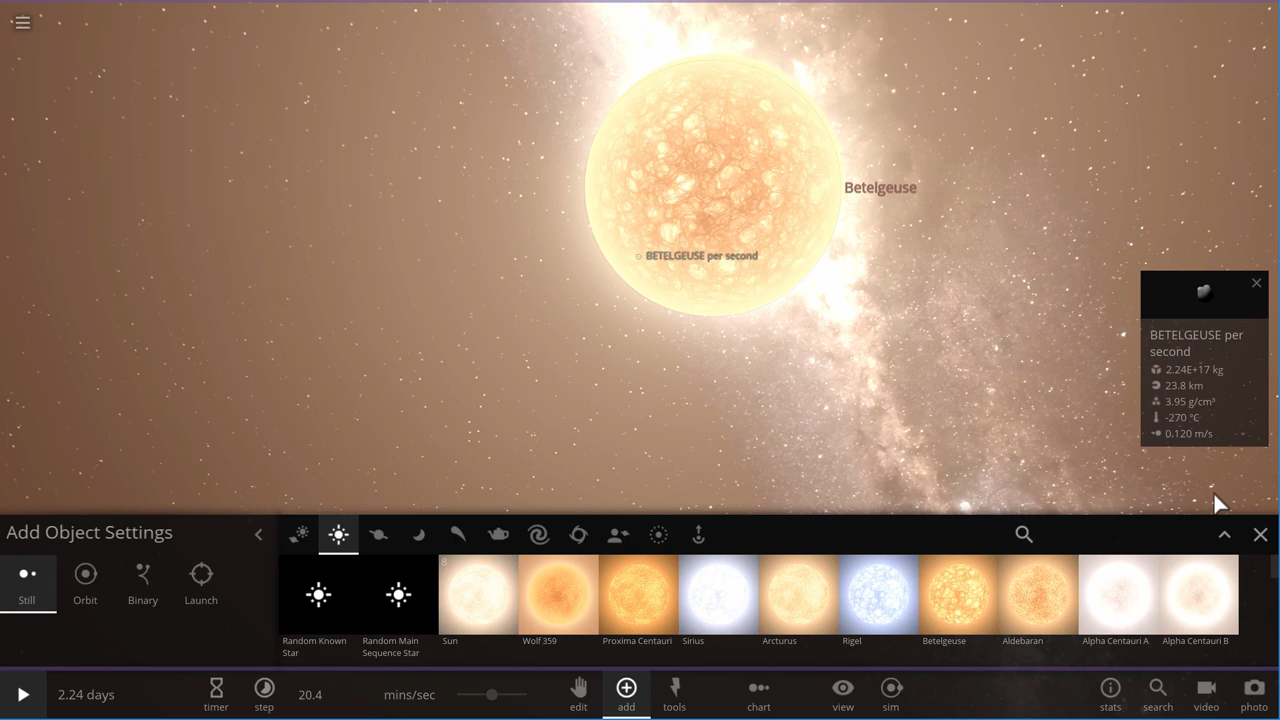 Betelgeuse
BETELGEUSE per second
BETELGEUSE per
second
2.24E+17 kg
23.8 km
3.95 g/cm³
-270 °C
0.120 m/s
Add Object Settings
Still
Orbit
Binary
Launch
8
Random Known
Star
Random Main
Sequence Star
Sun
Wolf 359
Proxima Centauri
Sirius
Arcturus
Rigel
Betelgeuse
Aldebaran
Alpha Centauri A
Alpha Centauri B
2.24 days
timer
step
20.4
mins/sec
edit
add
tools
chart
view
sim
stats
search
video
photo